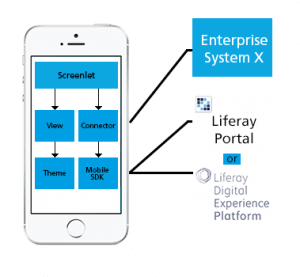 Screenlet
View
Connector
Theme
Mobile
SDK
Enterprise
System X
Liferay
Portal
or
Liferay
Digital
Experience
Platform